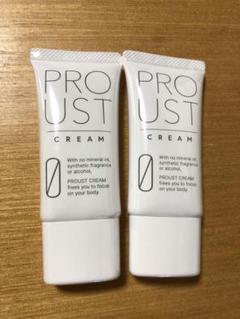 PRO
UST
CREAM
0
With no mineral oil,
synthetic fragrance
or alcohol,
PROUST CREAM
frees you to focus
on your body.
PRO
UST
CREAM
0
With no mineral oil,
synthetic fragrance
or alcohol,
PROUST CREAM
frees you to focus
on your body.